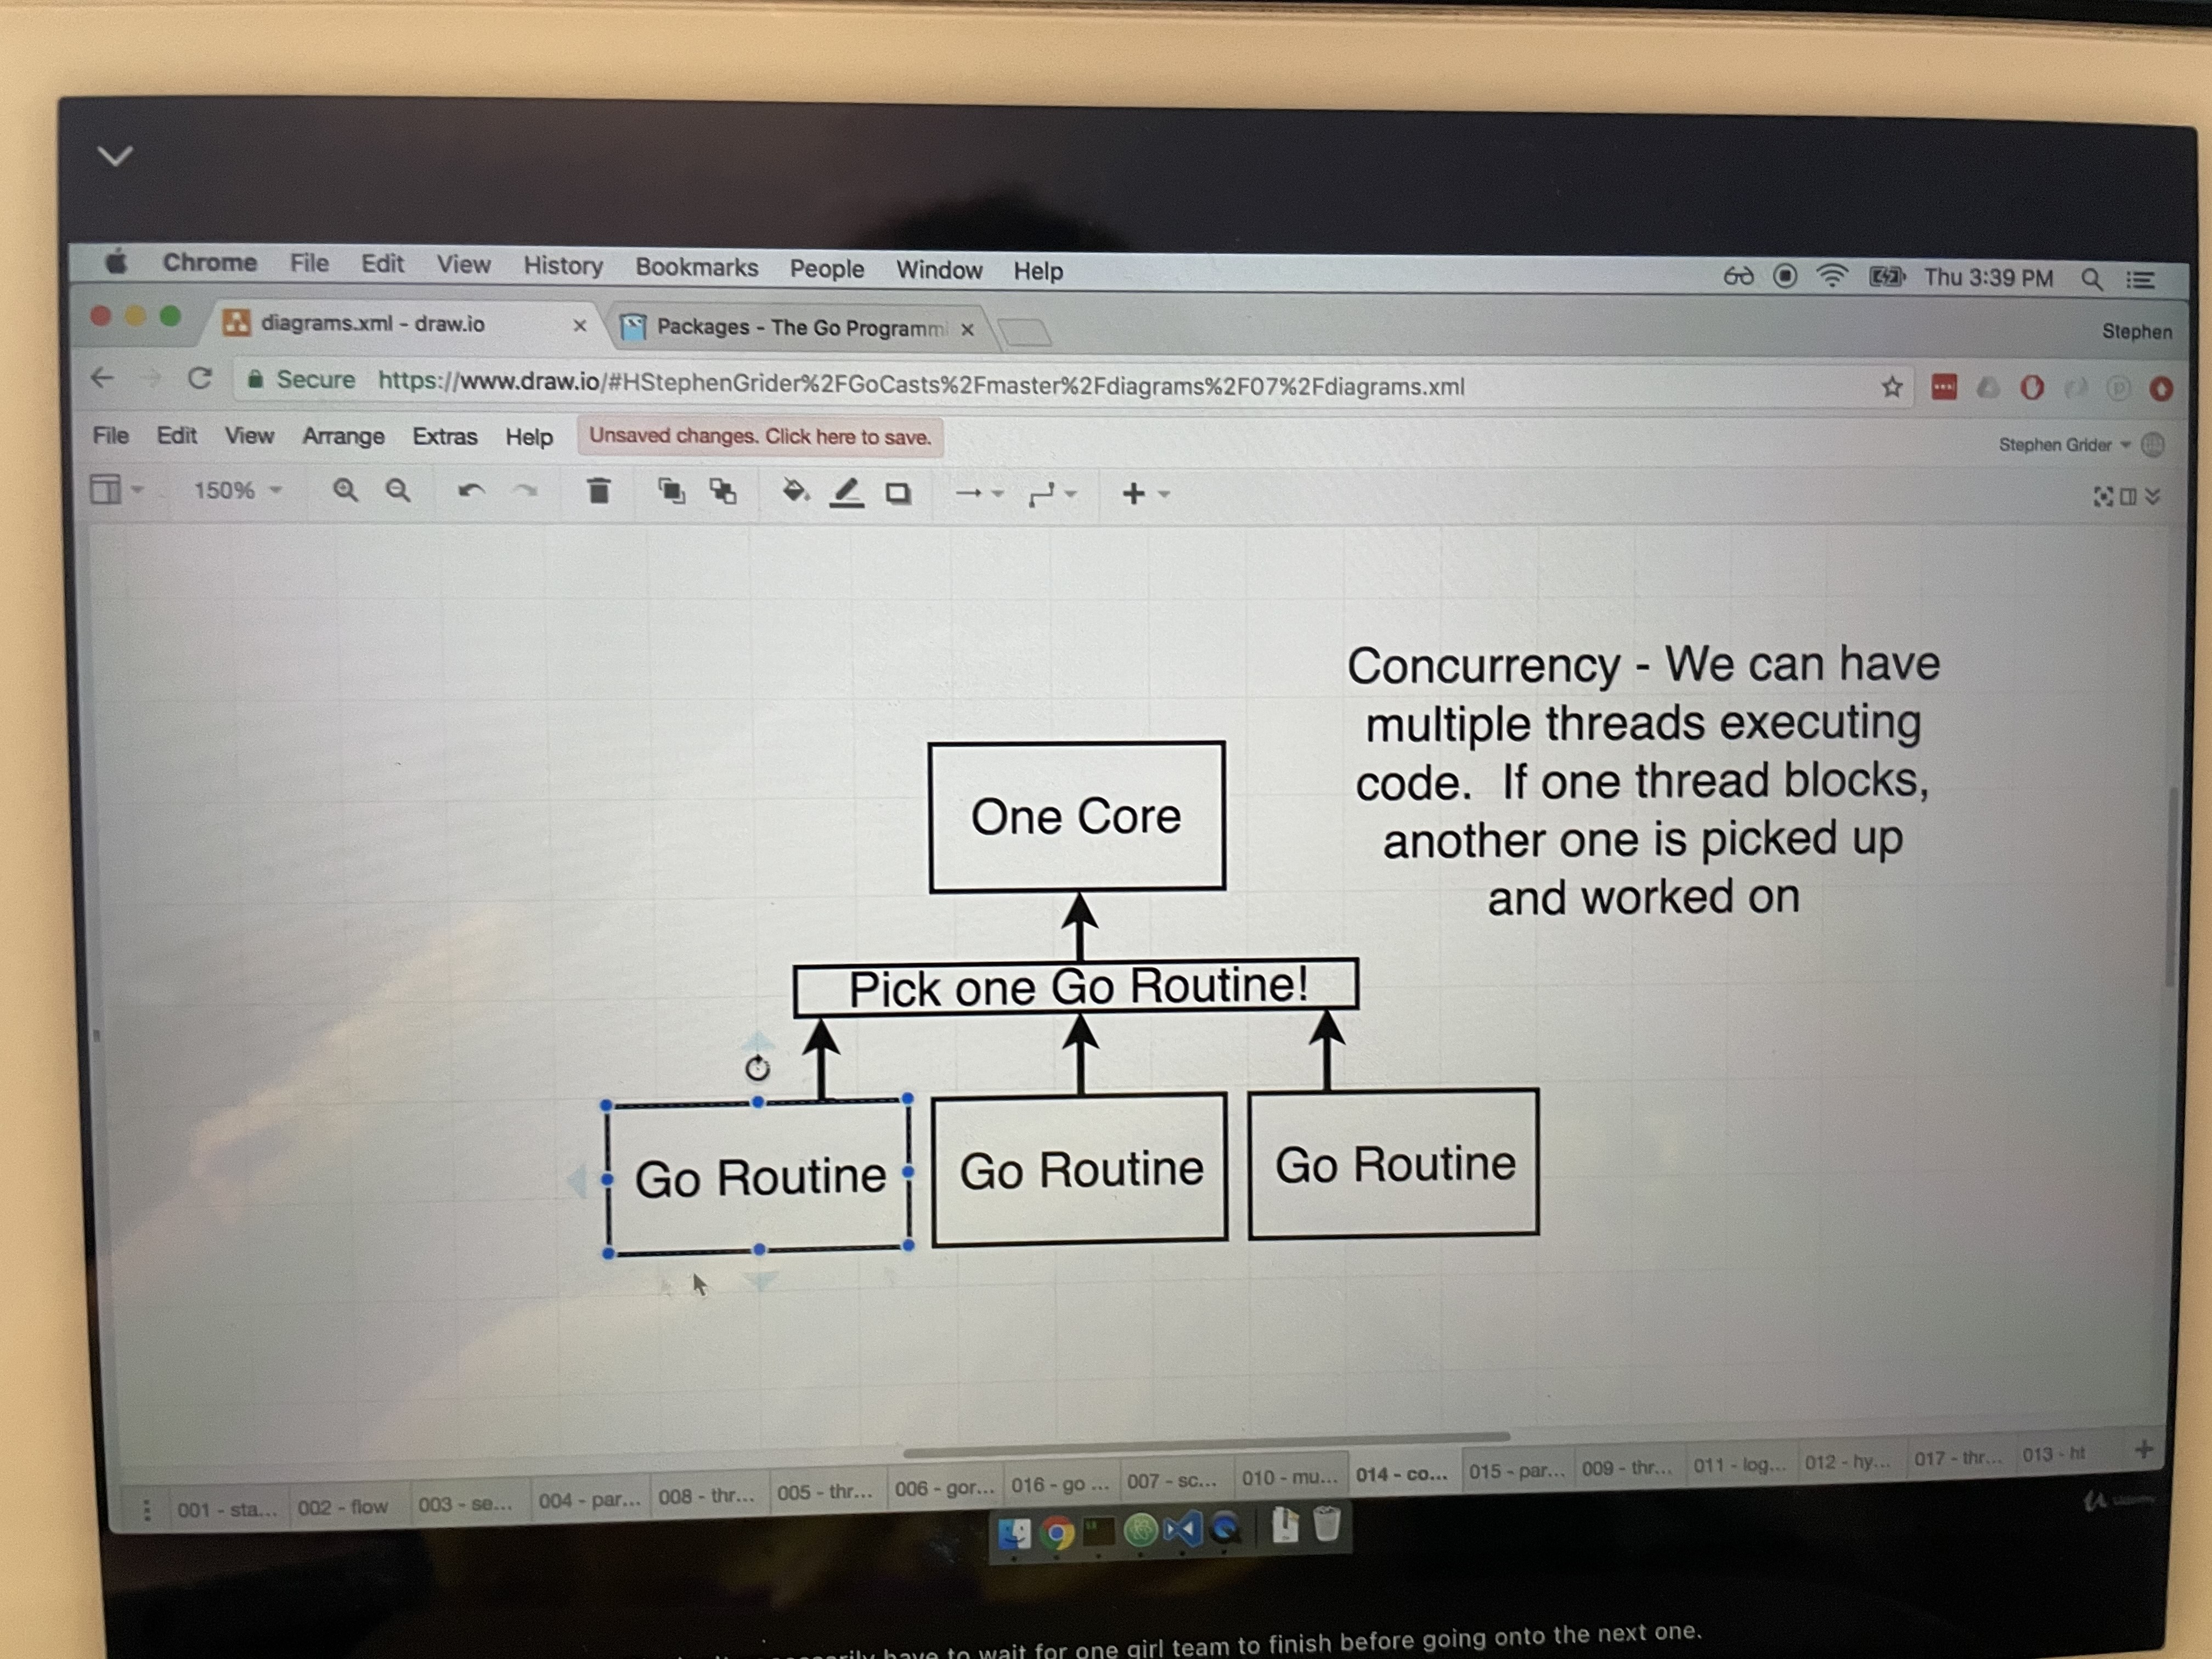 Chrome File Edit View History Bookmarks People Window Help Thu 3:39 PM
diagrams.xml - draw.io Packages - The Go Programmi Stephen
Secure https://www.draw.io/#HStephenGrider%2FGoCasts%2Fmaster%2Fdiagrams%2F07%2Fdiagrams.xml
File Edit View Arrange Extras Help Unsaved changes. Click here to save. Stephen Grider
150%
Concurrency - We can have
multiple threads executing
code. If one thread blocks,
another one is picked up
and worked on
One Core
Pick one Go Routine!
Go Routine Go Routine Go Routine
001 - sta... 002 - flow 003 - se... 004 - par... 008 - thr... 005 - thr... 006 - gor... 016 - go ... 007 - sc... 010 - mu... 014 - co... 015 - par... 009 - thr... 011 - log... 012 - hy... 017 - thr... 013 - ht
have to wait for one girl team to finish before going onto the next one.